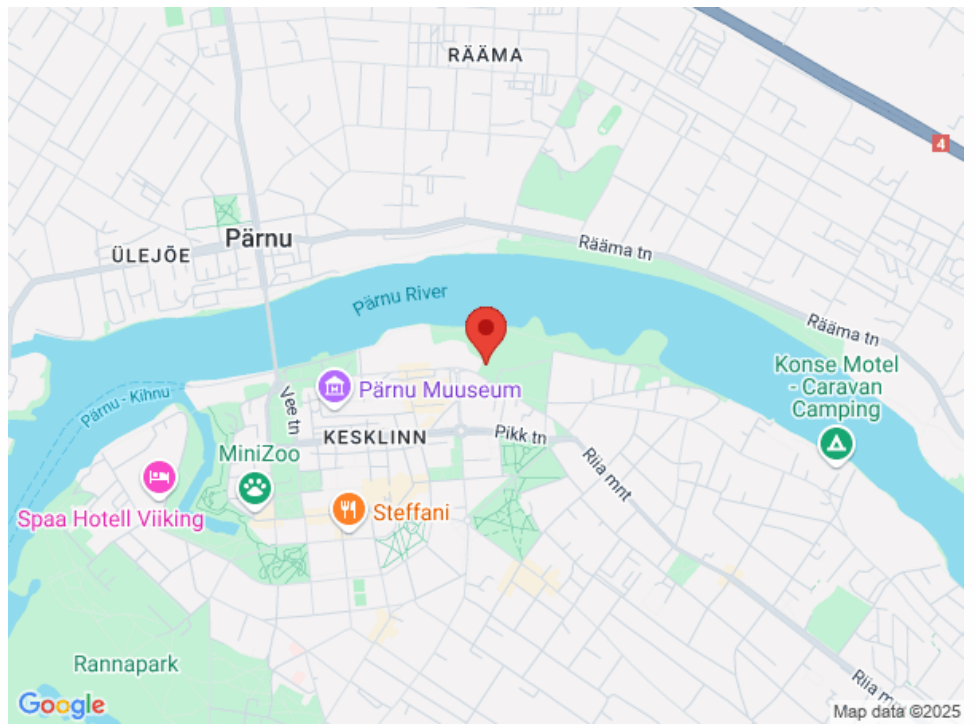 RÄÄMA
4
Pärnu
ÜLEJÕE
Rääma tn
Pärnu River
Rääma tn
Konse Motel
- Caravan
Camping
Pärnu - Kihnu
Vee tn
Pärnu Muuseum
KESKLINN
Pikk tn
Riia mnt
MiniZoo
Spaa Hotell Viiking
Steffani
Rannapark
Riia m
Google
Map data ©2025